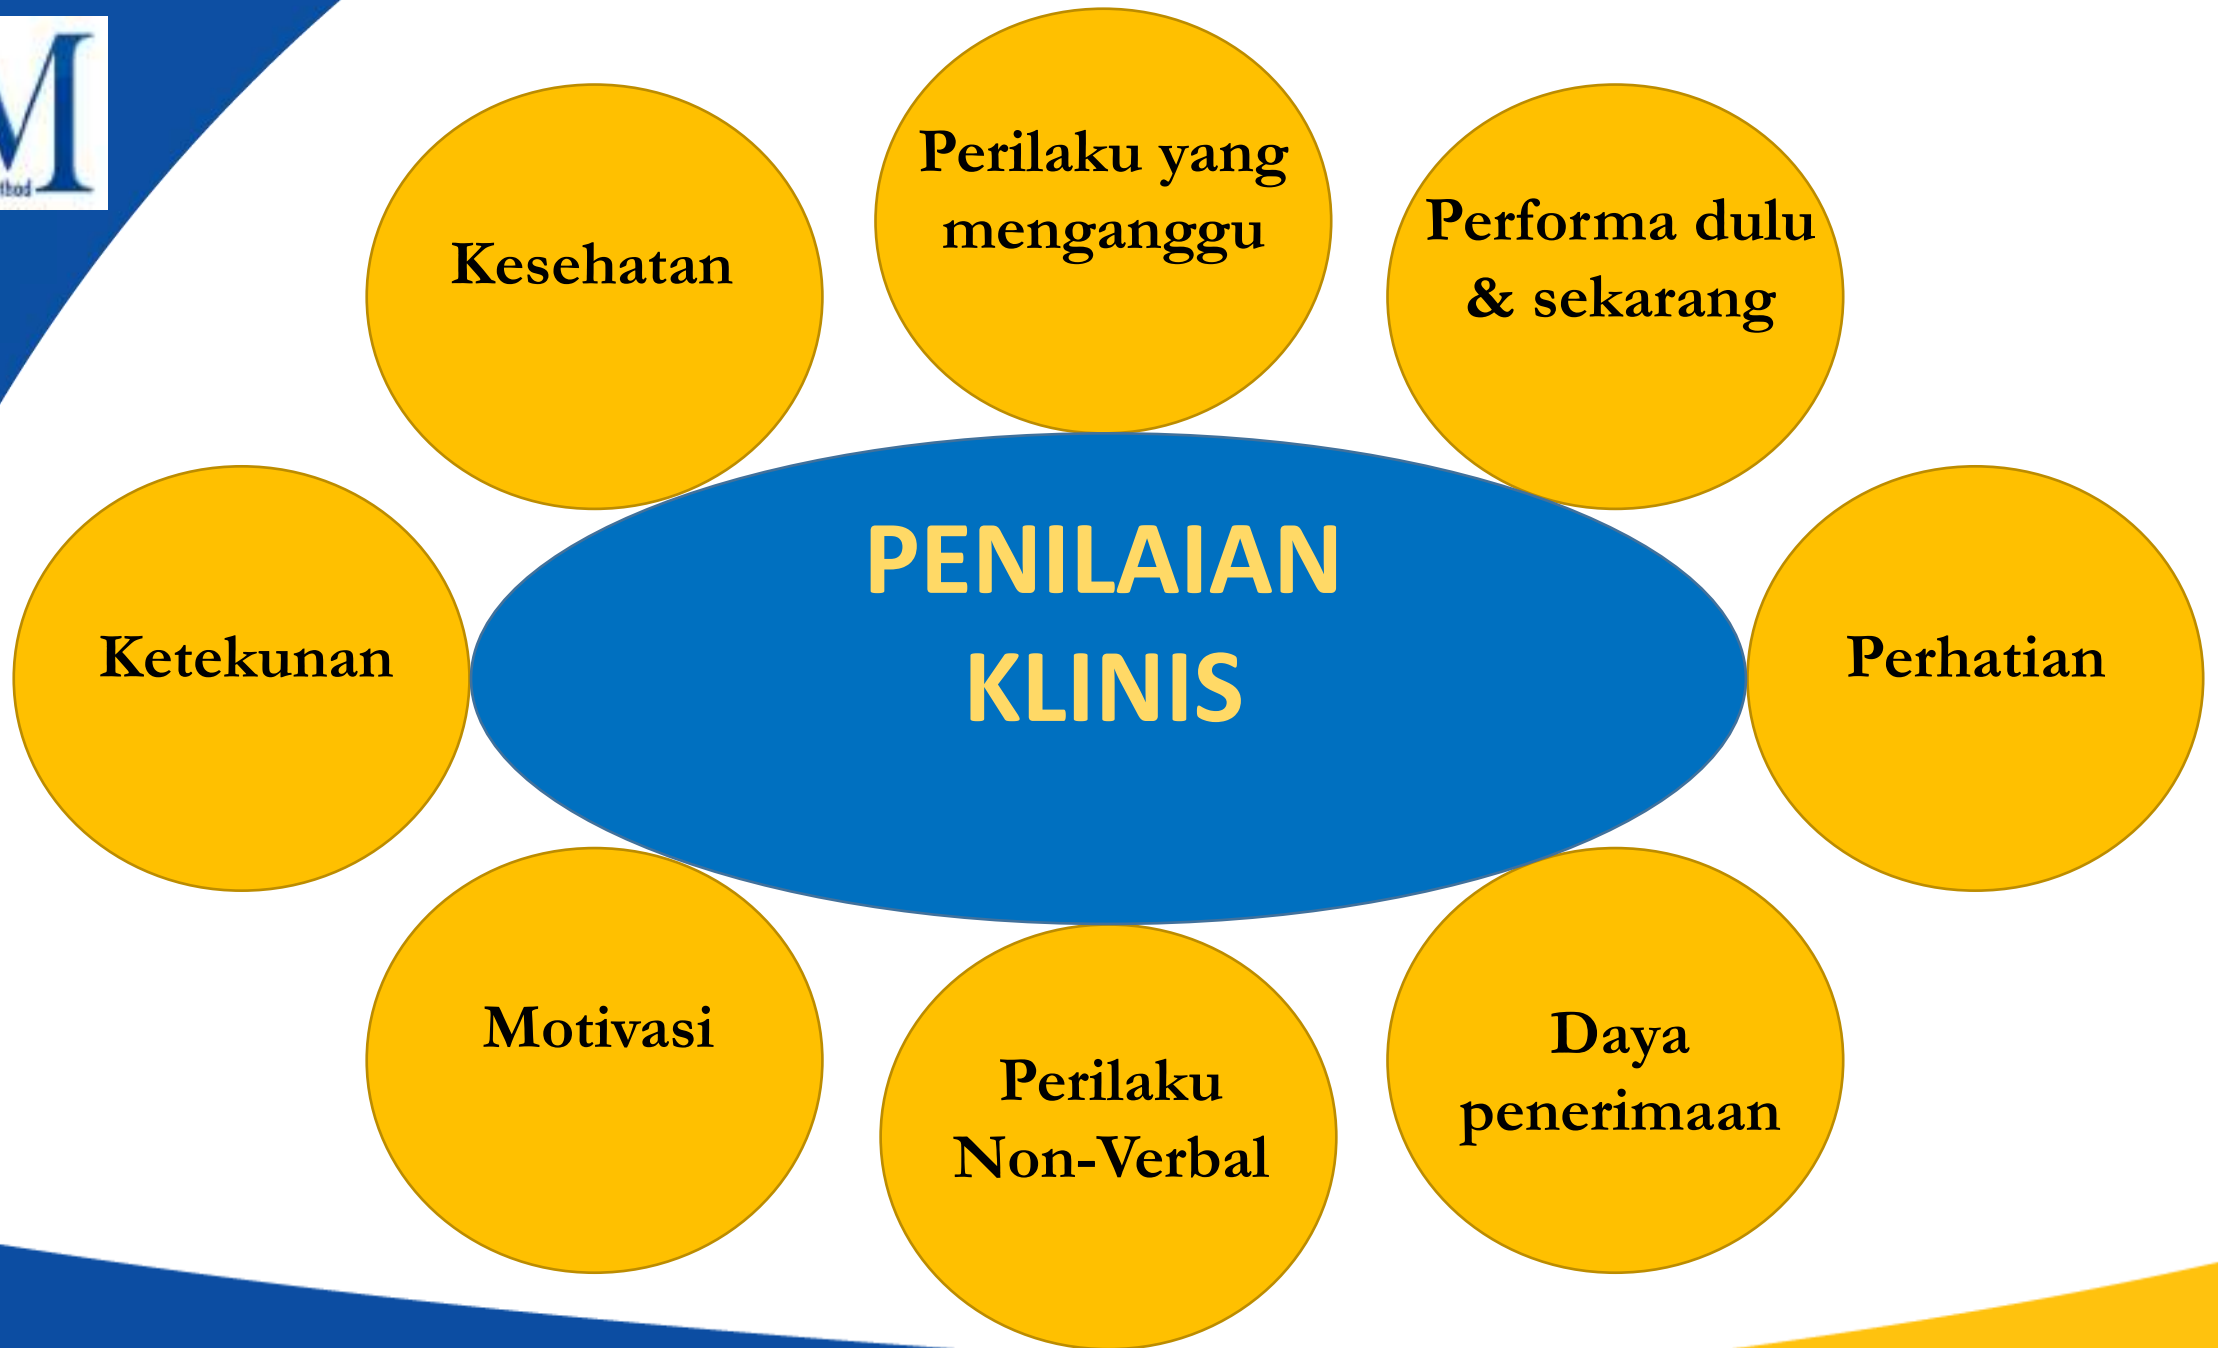 M
Perilaku yang
menganggu
Performa dulu
& sekarang
Kesehatan
PENILAIAN
KLINIS
Ketekunan
Perhatian
Motivasi
Perilaku
Non-Verbal
Daya
penerimaan